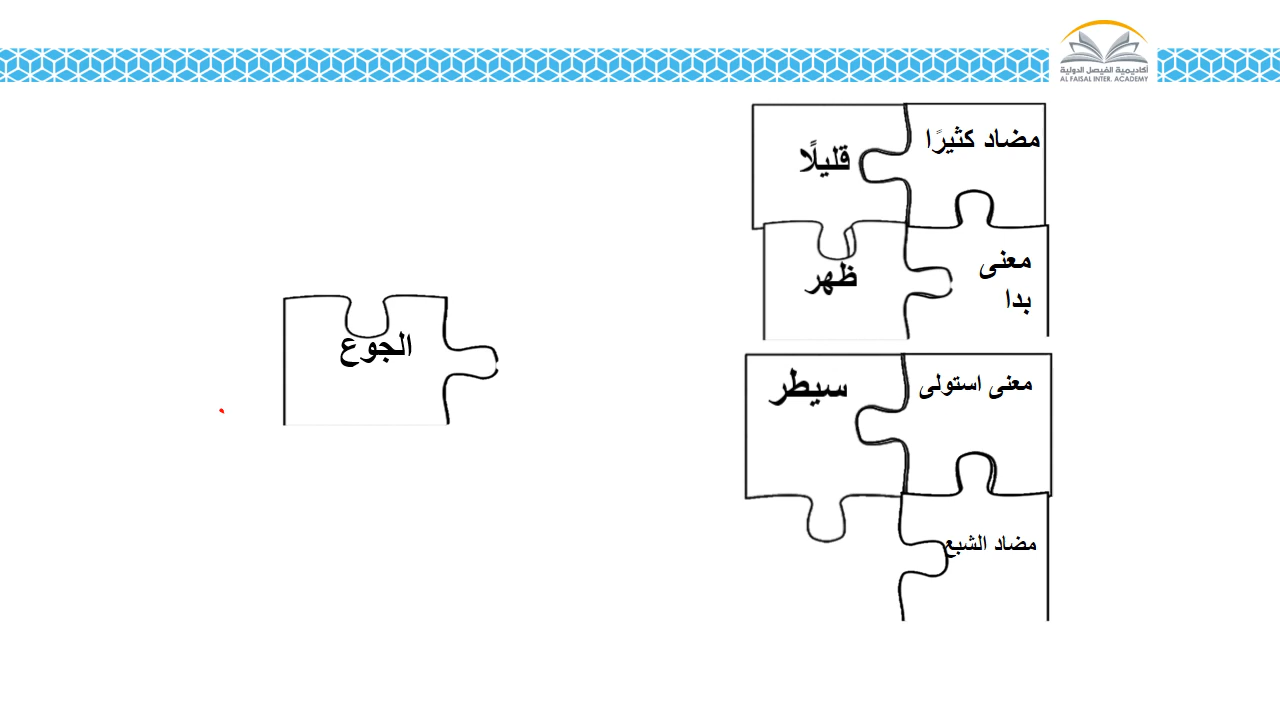 أكاديمية الفيصل الدولية
AL FAISAL INTER. ACADEMY
مضاد كثيرًا
قليلًا
معنى
بدا
ظهر
معنى استولى
سيطر
مضاد الشبع
الجوع